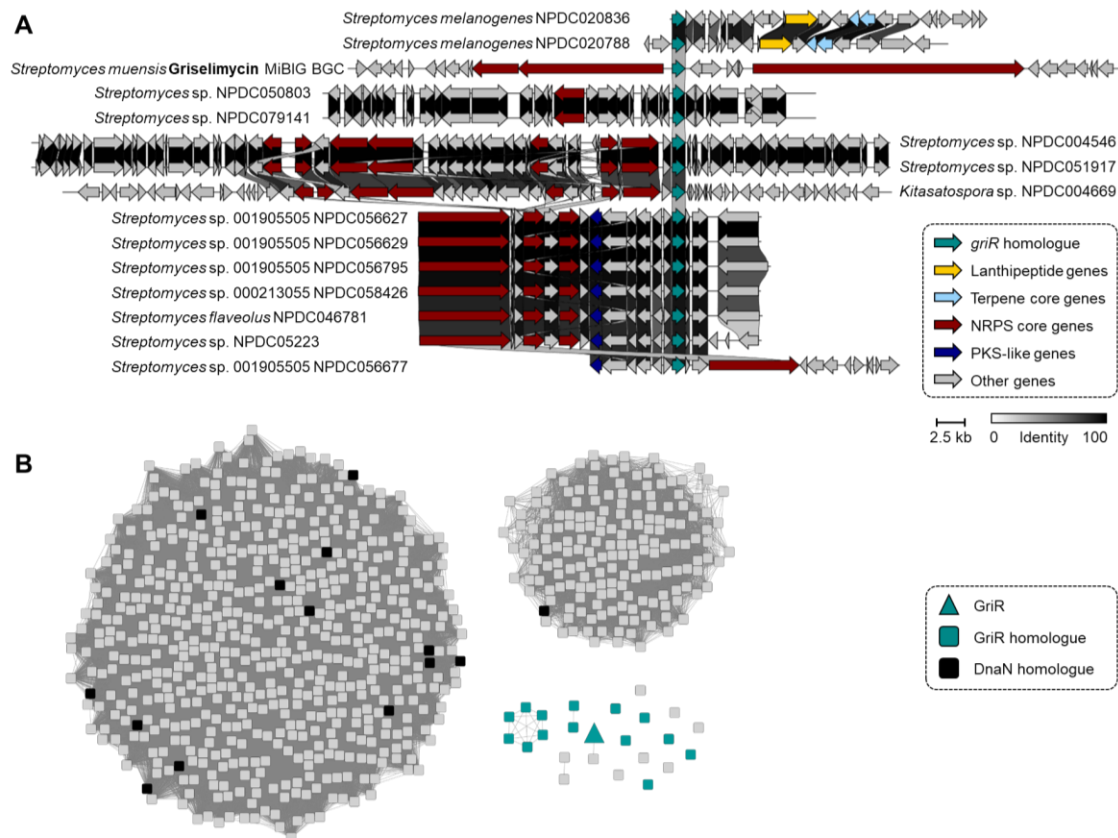 A
Streptomyces melanogenes NPDC020836
Streptomyces melanogenes NPDC020788
Streptomyces muensis Griselimycin MiBIG BGC
Streptomyces sp. NPDC050803
Streptomyces sp. NPDC079141
Streptomyces sp. NPDC004546
Streptomyces sp. NPDC051917
Kitasatospora sp. NPDC004669
Streptomyces sp. 001905505 NPDC056627
Streptomyces sp. 001905505 NPDC056629
Streptomyces sp. 001905505 NPDC056795
Streptomyces sp. 000213055 NPDC058426
Streptomyces flaveolus NPDC046781
Streptomyces sp. NPDC05223
Streptomyces sp. 001905505 NPDC056677
griR homologue
Lanthipeptide genes
Terpene core genes
NRPS core genes
PKS-like genes
Other genes
2.5 kb
0 Identity 100
B
GriR
GriR homologue
DnaN homologue